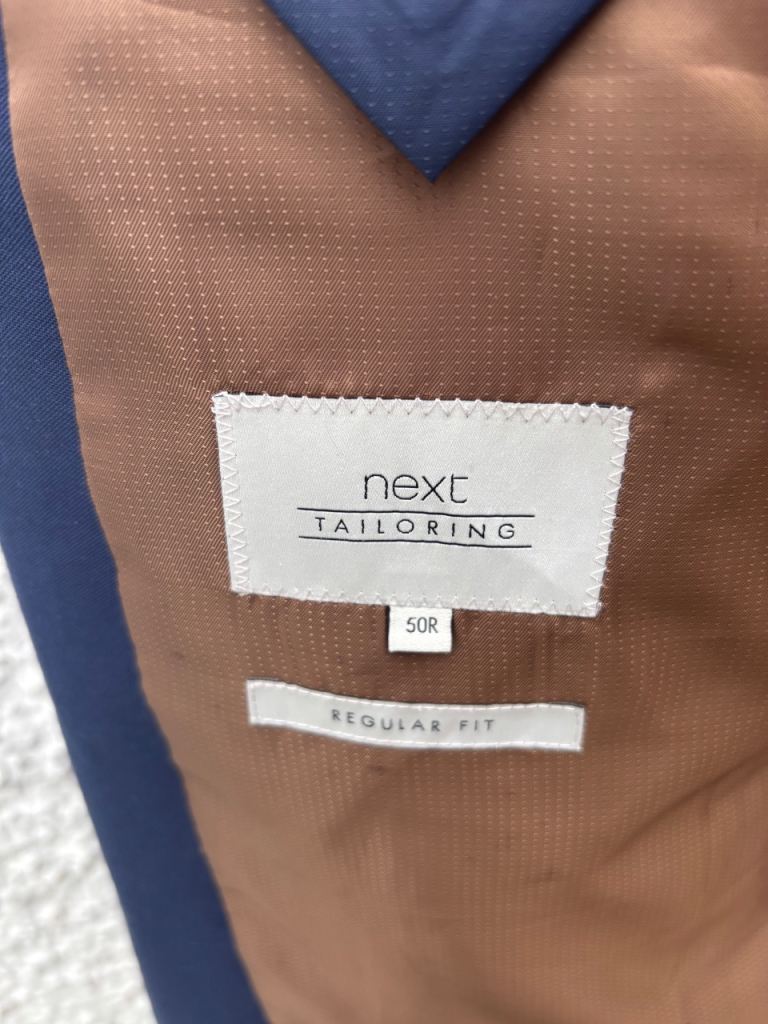 next
TAILORING
50R
REGULAR FIT